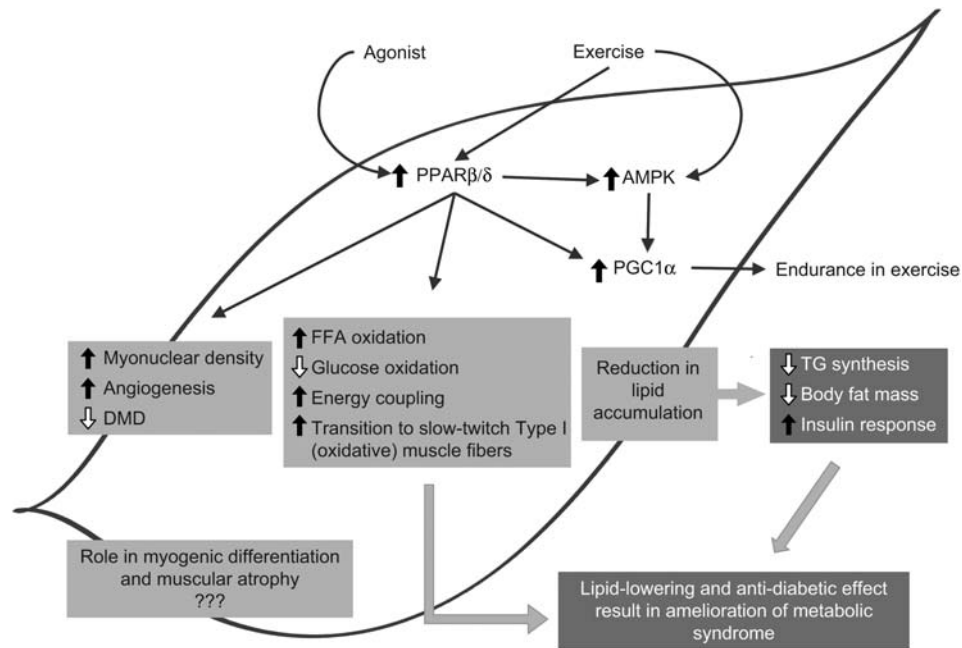 Agonist
Exercise
PPARβ/δ
AMPK
PGC1α
Endurance in exercise
Myonuclear density
Angiogenesis
DMD
FFA oxidation
Glucose oxidation
Energy coupling
Transition to slow-twitch Type I
(oxidative) muscle fibers
Reduction in
lipid
accumulation
TG synthesis
Body fat mass
Insulin response
Role in myogenic differentiation
and muscular atrophy
???
Lipid-lowering and anti-diabetic effect
result in amelioration of metabolic
syndrome